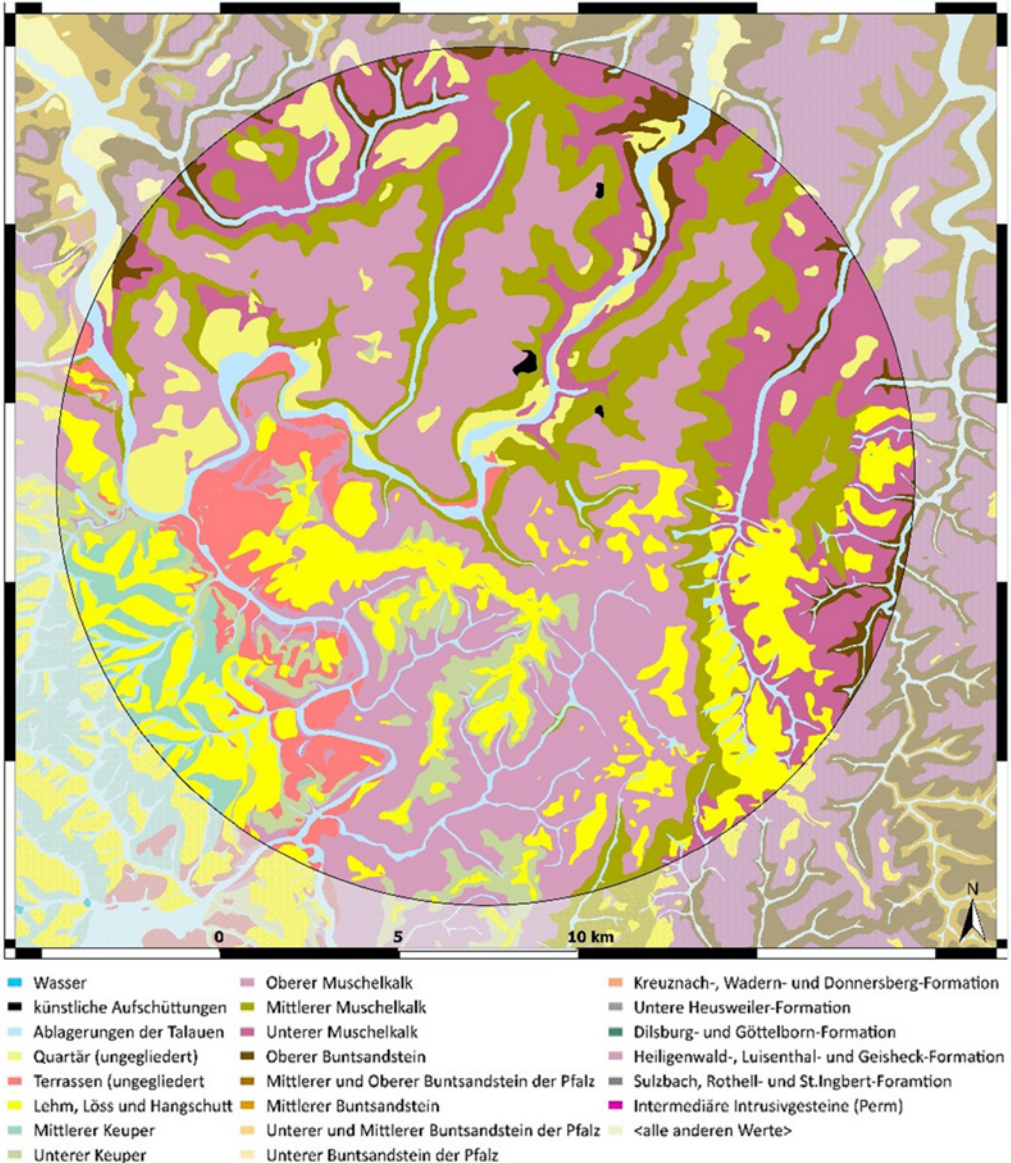 N
0 5 10 km
Wasser
künstliche Aufschüttungen
Ablagerungen der Talauen
Quartär (ungegliedert)
Terrassen (ungegliedert
Lehm, Löss und Hangschutt
Mittlerer Keuper
Unterer Keuper
Oberer Muschelkalk
Mittlerer Muschelkalk
Unterer Muschelkalk
Oberer Buntsandstein
Mittlerer und Oberer Buntsandstein der Pfalz
Mittlerer Buntsandstein
Unterer und Mittlerer Buntsandstein der Pfalz
Unterer Buntsandstein der Pfalz
Kreuznach-, Wadern- und Donnersberg-Formation
Untere Heusweiler-Formation
Dilsburg- und Göttelborn-Formation
Heiligenwald-, Luisenthal- und Geisheck-Formation
Sulzbach, Rothell- und St.Ingbert-Foramtion
Intermediäre Intrusivgesteine (Perm)
<alle anderen Werte>